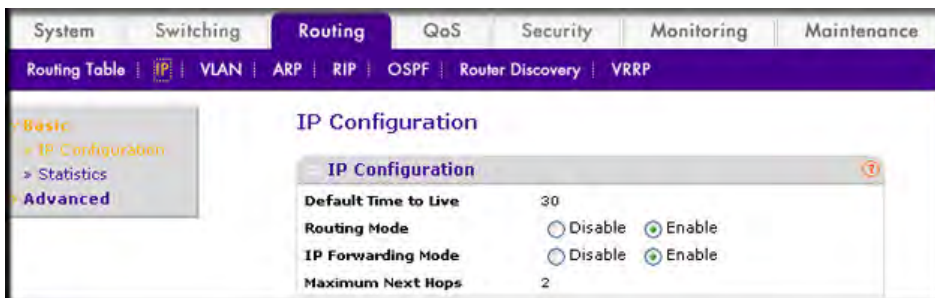 System Switching Routing QoS Security Monitoring Maintenance
Routing Table | IP | VLAN | ARP | RIP | OSPF | Router Discovery | VRRP
Basic
» IP Configuration
» Statistics
Advanced
IP Configuration
IP Configuration ?
Default Time to Live 30
Routing Mode Disable Enable
IP Forwarding Mode Disable Enable
Maximum Next Hops 2